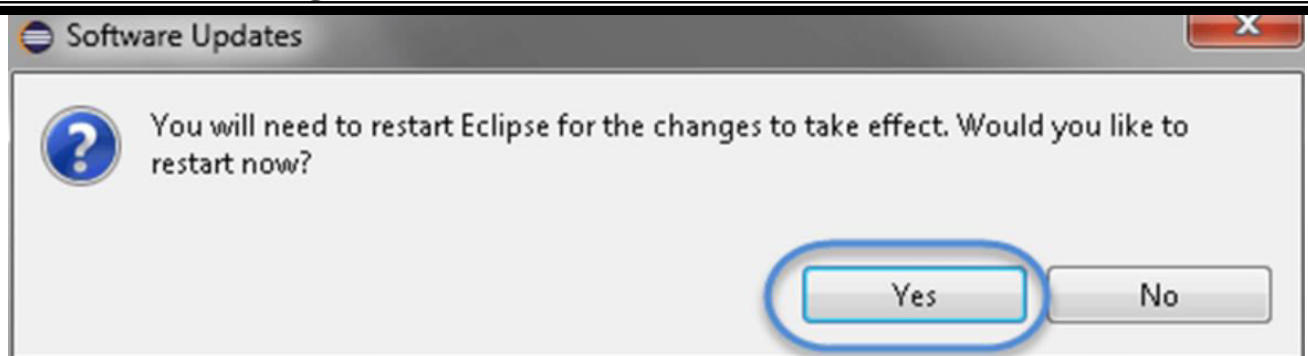 Software Updates
You will need to restart Eclipse for the changes to take effect. Would you like to
restart now?
Yes No